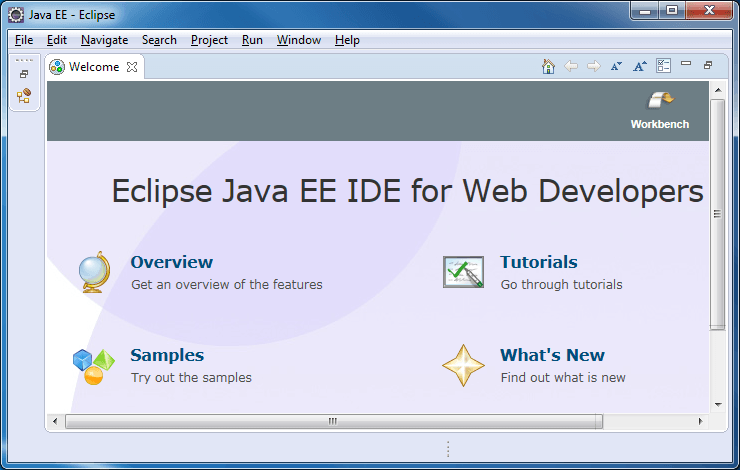 Java EE - Eclipse
File Edit Navigate Search Project Run Window Help
Welcome
Workbench
Eclipse Java EE IDE for Web Developers
Overview
Get an overview of the features
Tutorials
Go through tutorials
Samples
Try out the samples
What's New
Find out what is new